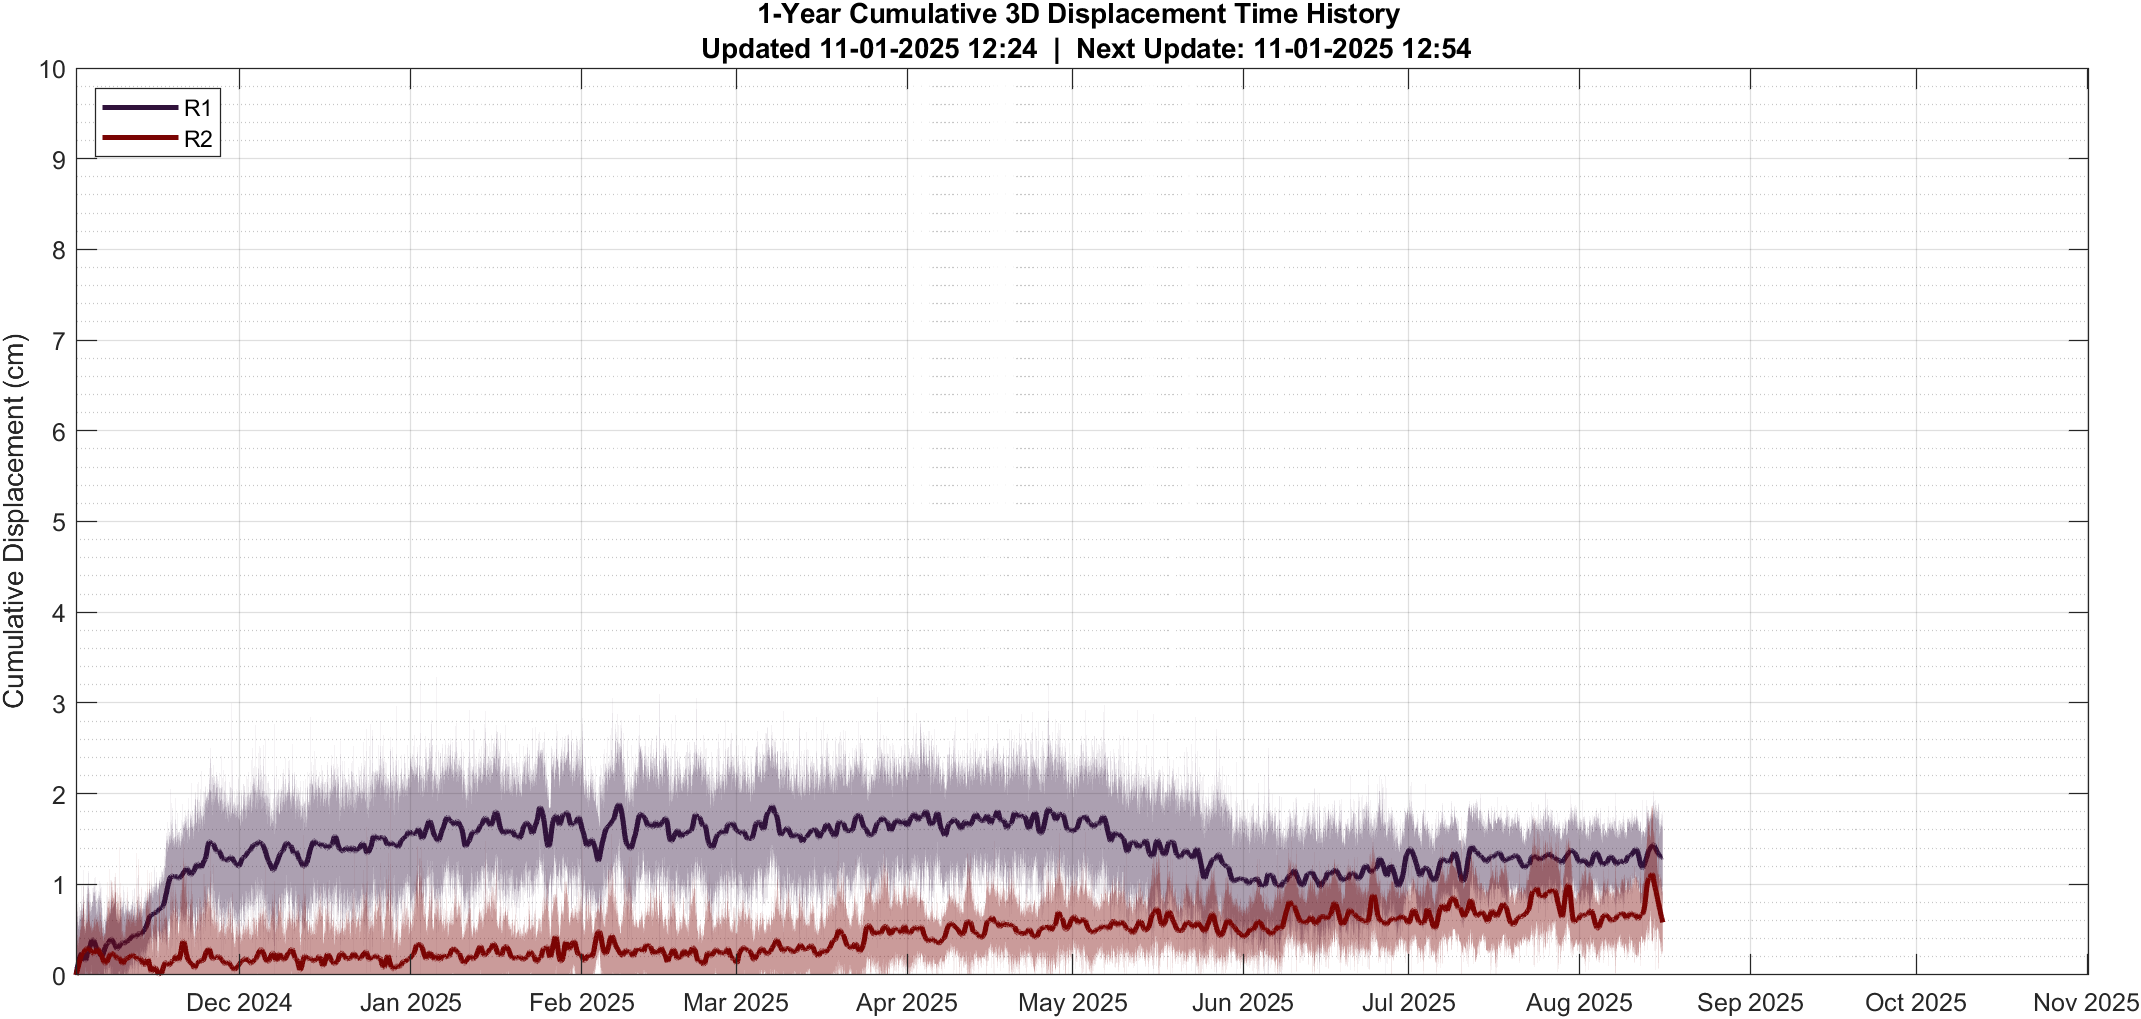 1-Year Cumulative 3D Displacement Time History
Updated 11-01-2025 12:24 | Next Update: 11-01-2025 12:54
R1
R2
Cumulative Displacement (cm)
10
9
8
7
6
5
4
3
2
1
0
Dec 2024
Jan 2025
Feb 2025
Mar 2025
Apr 2025
May 2025
Jun 2025
Jul 2025
Aug 2025
Sep 2025
Oct 2025
Nov 2025